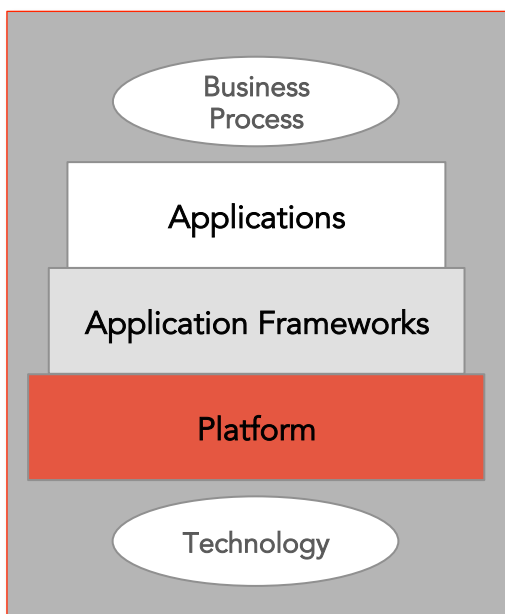 Business
Process
Applications
Application Frameworks
Platform
Technology